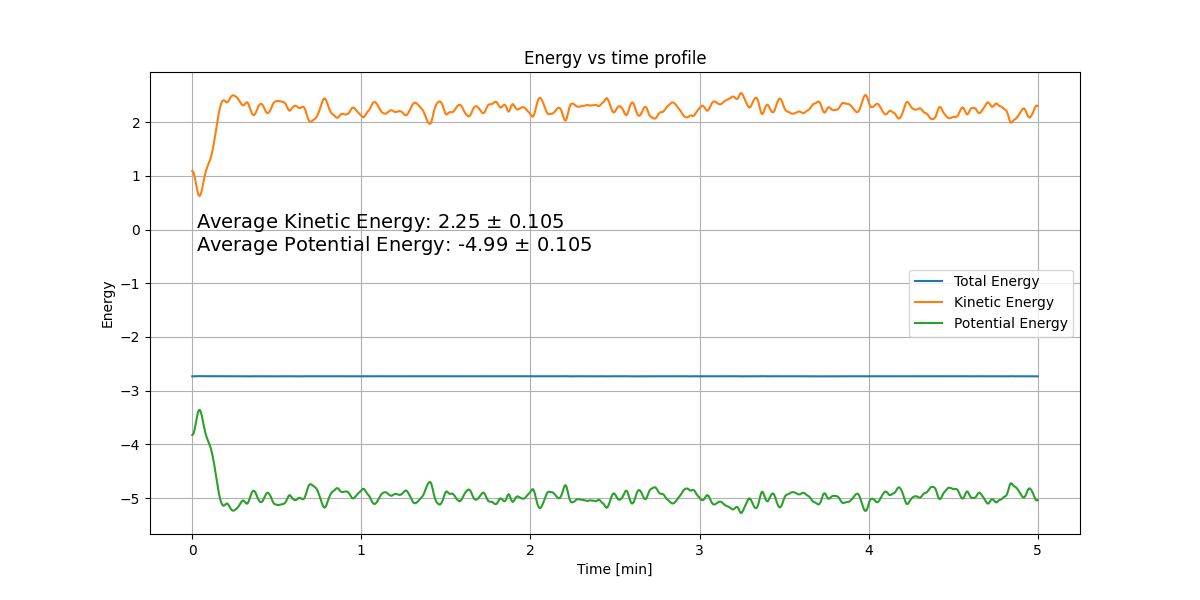 Energy vs time profile
2
1
0
−1
−2
−3
−4
−5
Energy
Average Kinetic Energy: 2.25 ± 0.105
Average Potential Energy: -4.99 ± 0.105
Total Energy
Kinetic Energy
Potential Energy
0 1 2 3 4 5
Time [min]